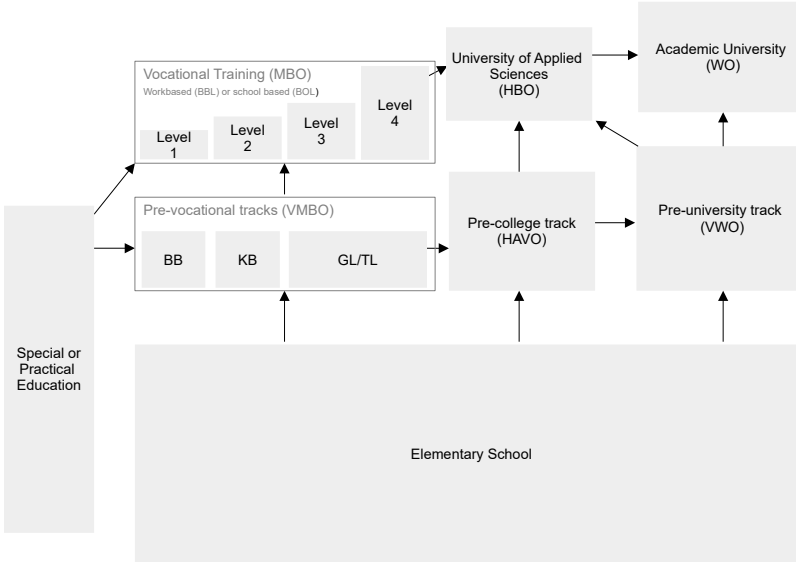 University of Applied
Sciences
(HBO)
Academic University
(WO)
Vocational Training (MBO)
Workbased (BBL) or school based (BOL)
Level
1
Level
2
Level
3
Level
4
Pre-vocational tracks (VMBO)
BB
KB
GL/TL
Pre-college track
(HAVO)
Pre-university track
(VWO)
Special or
Practical
Education
Elementary School